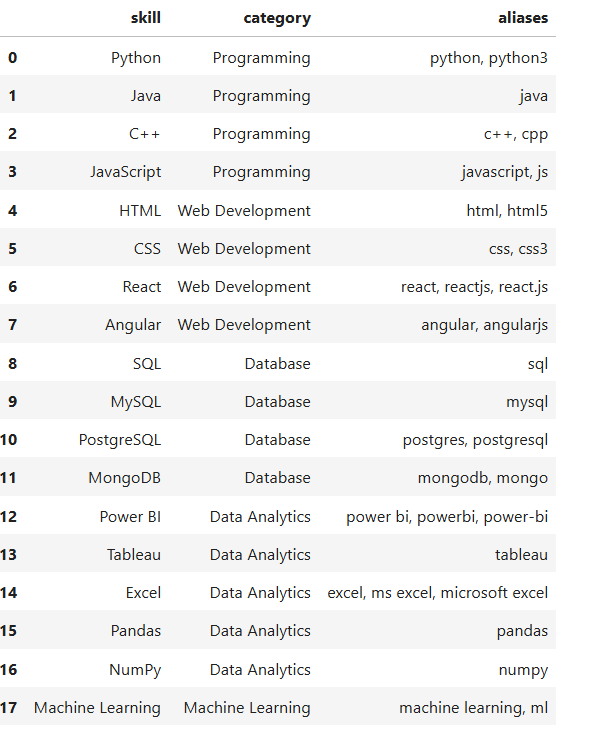 skill category aliases
0 Python Programming python, python3
1 Java Programming java
2 C++ Programming c++, cpp
3 JavaScript Programming javascript, js
4 HTML Web Development html, html5
5 CSS Web Development css, css3
6 React Web Development react, reactjs, react.js
7 Angular Web Development angular, angularjs
8 SQL Database sql
9 MySQL Database mysql
10 PostgreSQL Database postgres, postgresql
11 MongoDB Database mongodb, mongo
12 Power BI Data Analytics power bi, powerbi, power-bi
13 Tableau Data Analytics tableau
14 Excel Data Analytics excel, ms excel, microsoft excel
15 Pandas Data Analytics pandas
16 NumPy Data Analytics numpy
17 Machine Learning Machine Learning machine learning, ml